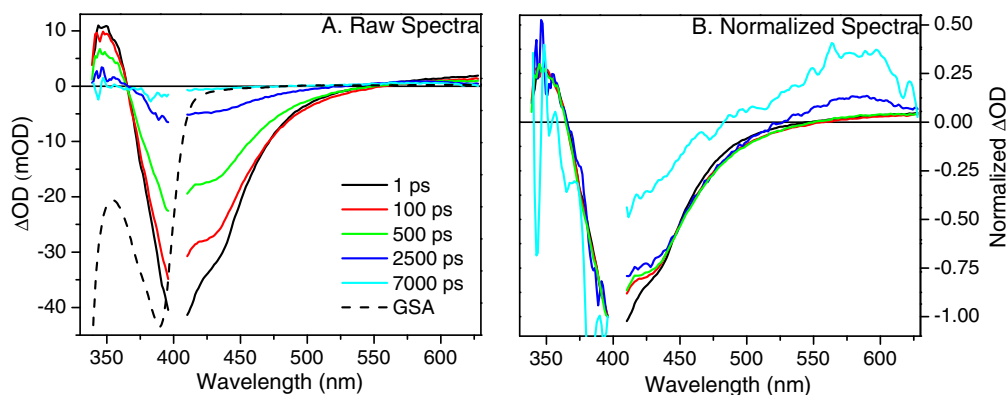 A. Raw Spectra
B. Normalized Spectra
10
0
-10
-20
-30
-40
ΔOD (mOD)
1 ps
100 ps
500 ps
2500 ps
7000 ps
GSA
350 400 450 500 550 600
Wavelength (nm)
350 400 450 500 550 600
Wavelength (nm)
0.50
0.25
0.00
-0.25
-0.50
-0.75
-1.00
Normalized ΔOD